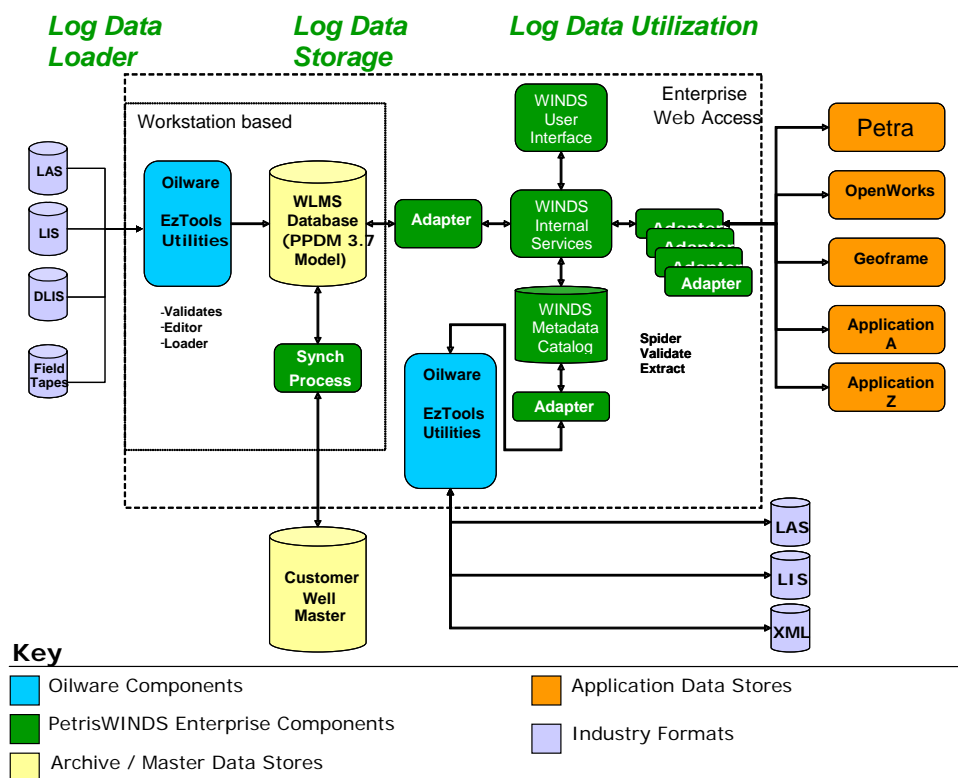 Log Data
Loader
Log Data
Storage
Log Data Utilization
Workstation based
Enterprise
Web Access
LAS
LIS
DLIS
Field
Tapes
Oilware
EzTools
Utilities
-Validates
-Editor
-Loader
WLMS
Database
(PPDM 3.7
Model)
Synch
Process
Customer
Well
Master
Adapter
WINDS
User
Interface
WINDS
Internal
Services
WINDS
Metadata
Catalog
Adapter
Oilware
EzTools
Utilities
Adapter
Adapter
Adapter
Adapter
Spider
Validate
Extract
Petra
OpenWorks
Geoframe
Application
A
Application
Z
LAS
LIS
XML
Key
Oilware Components
PetrisWINDS Enterprise Components
Archive / Master Data Stores
Application Data Stores
Industry Formats